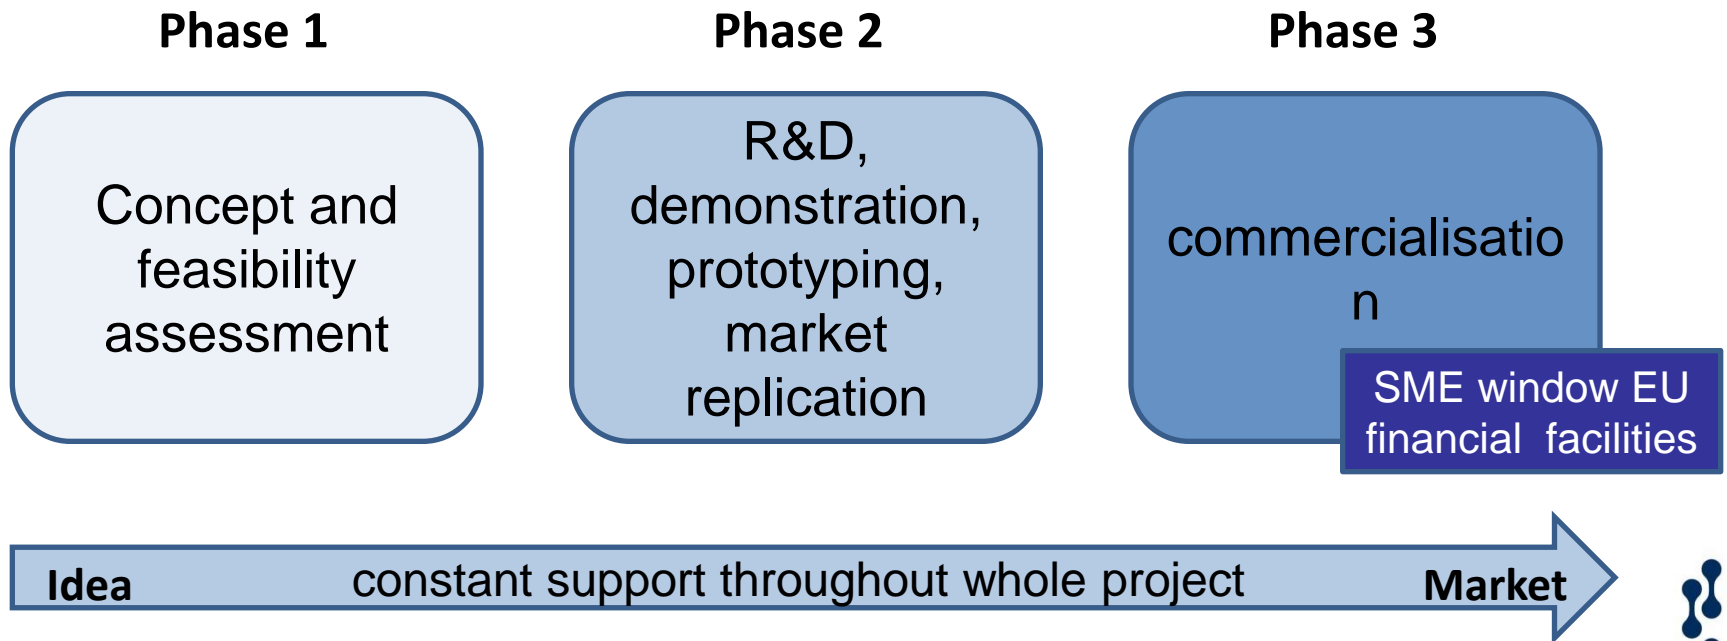 Phase 1
Phase 2
Phase 3
Concept and
feasibility
assessment
R&D,
demonstration,
prototyping,
market
replication
commercialisatio
n
SME window EU
financial facilities
Idea
constant support throughout whole project
Market